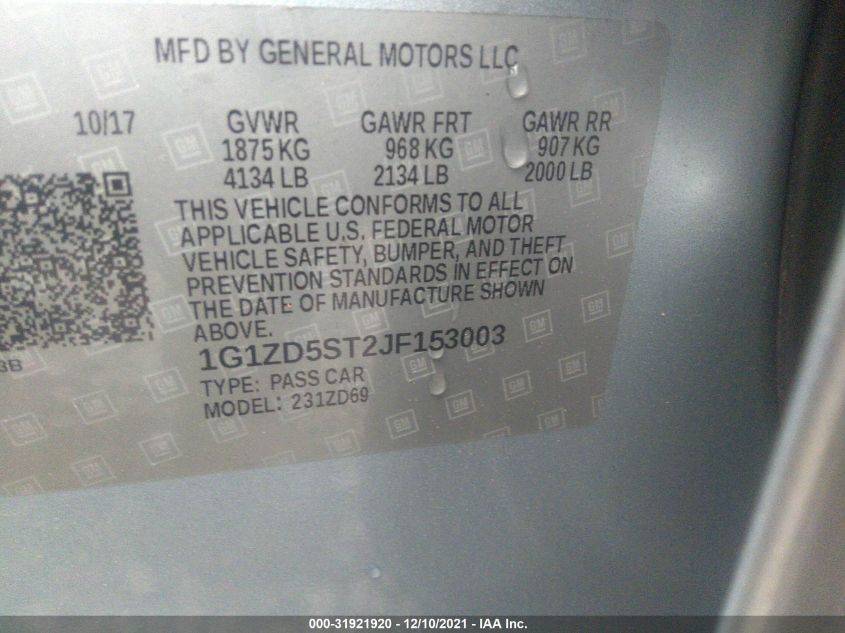 MFD BY GENERAL MOTORS LLC
10/17 GVWR GAWR FRT GAWR RR
1875 KG 968 KG 907 KG
4134 LB 2134 LB 2000 LB
THIS VEHICLE CONFORMS TO ALL
APPLICABLE U.S. FEDERAL MOTOR
VEHICLE SAFETY, BUMPER, AND THEFT
PREVENTION STANDARDS IN EFFECT ON
THE DATE OF MANUFACTURE SHOWN
ABOVE.
1G1ZD5ST2JF153003
TYPE: PASS CAR
MODEL: 231ZD69
000-31921920 - 12/10/2021 - IAA Inc.